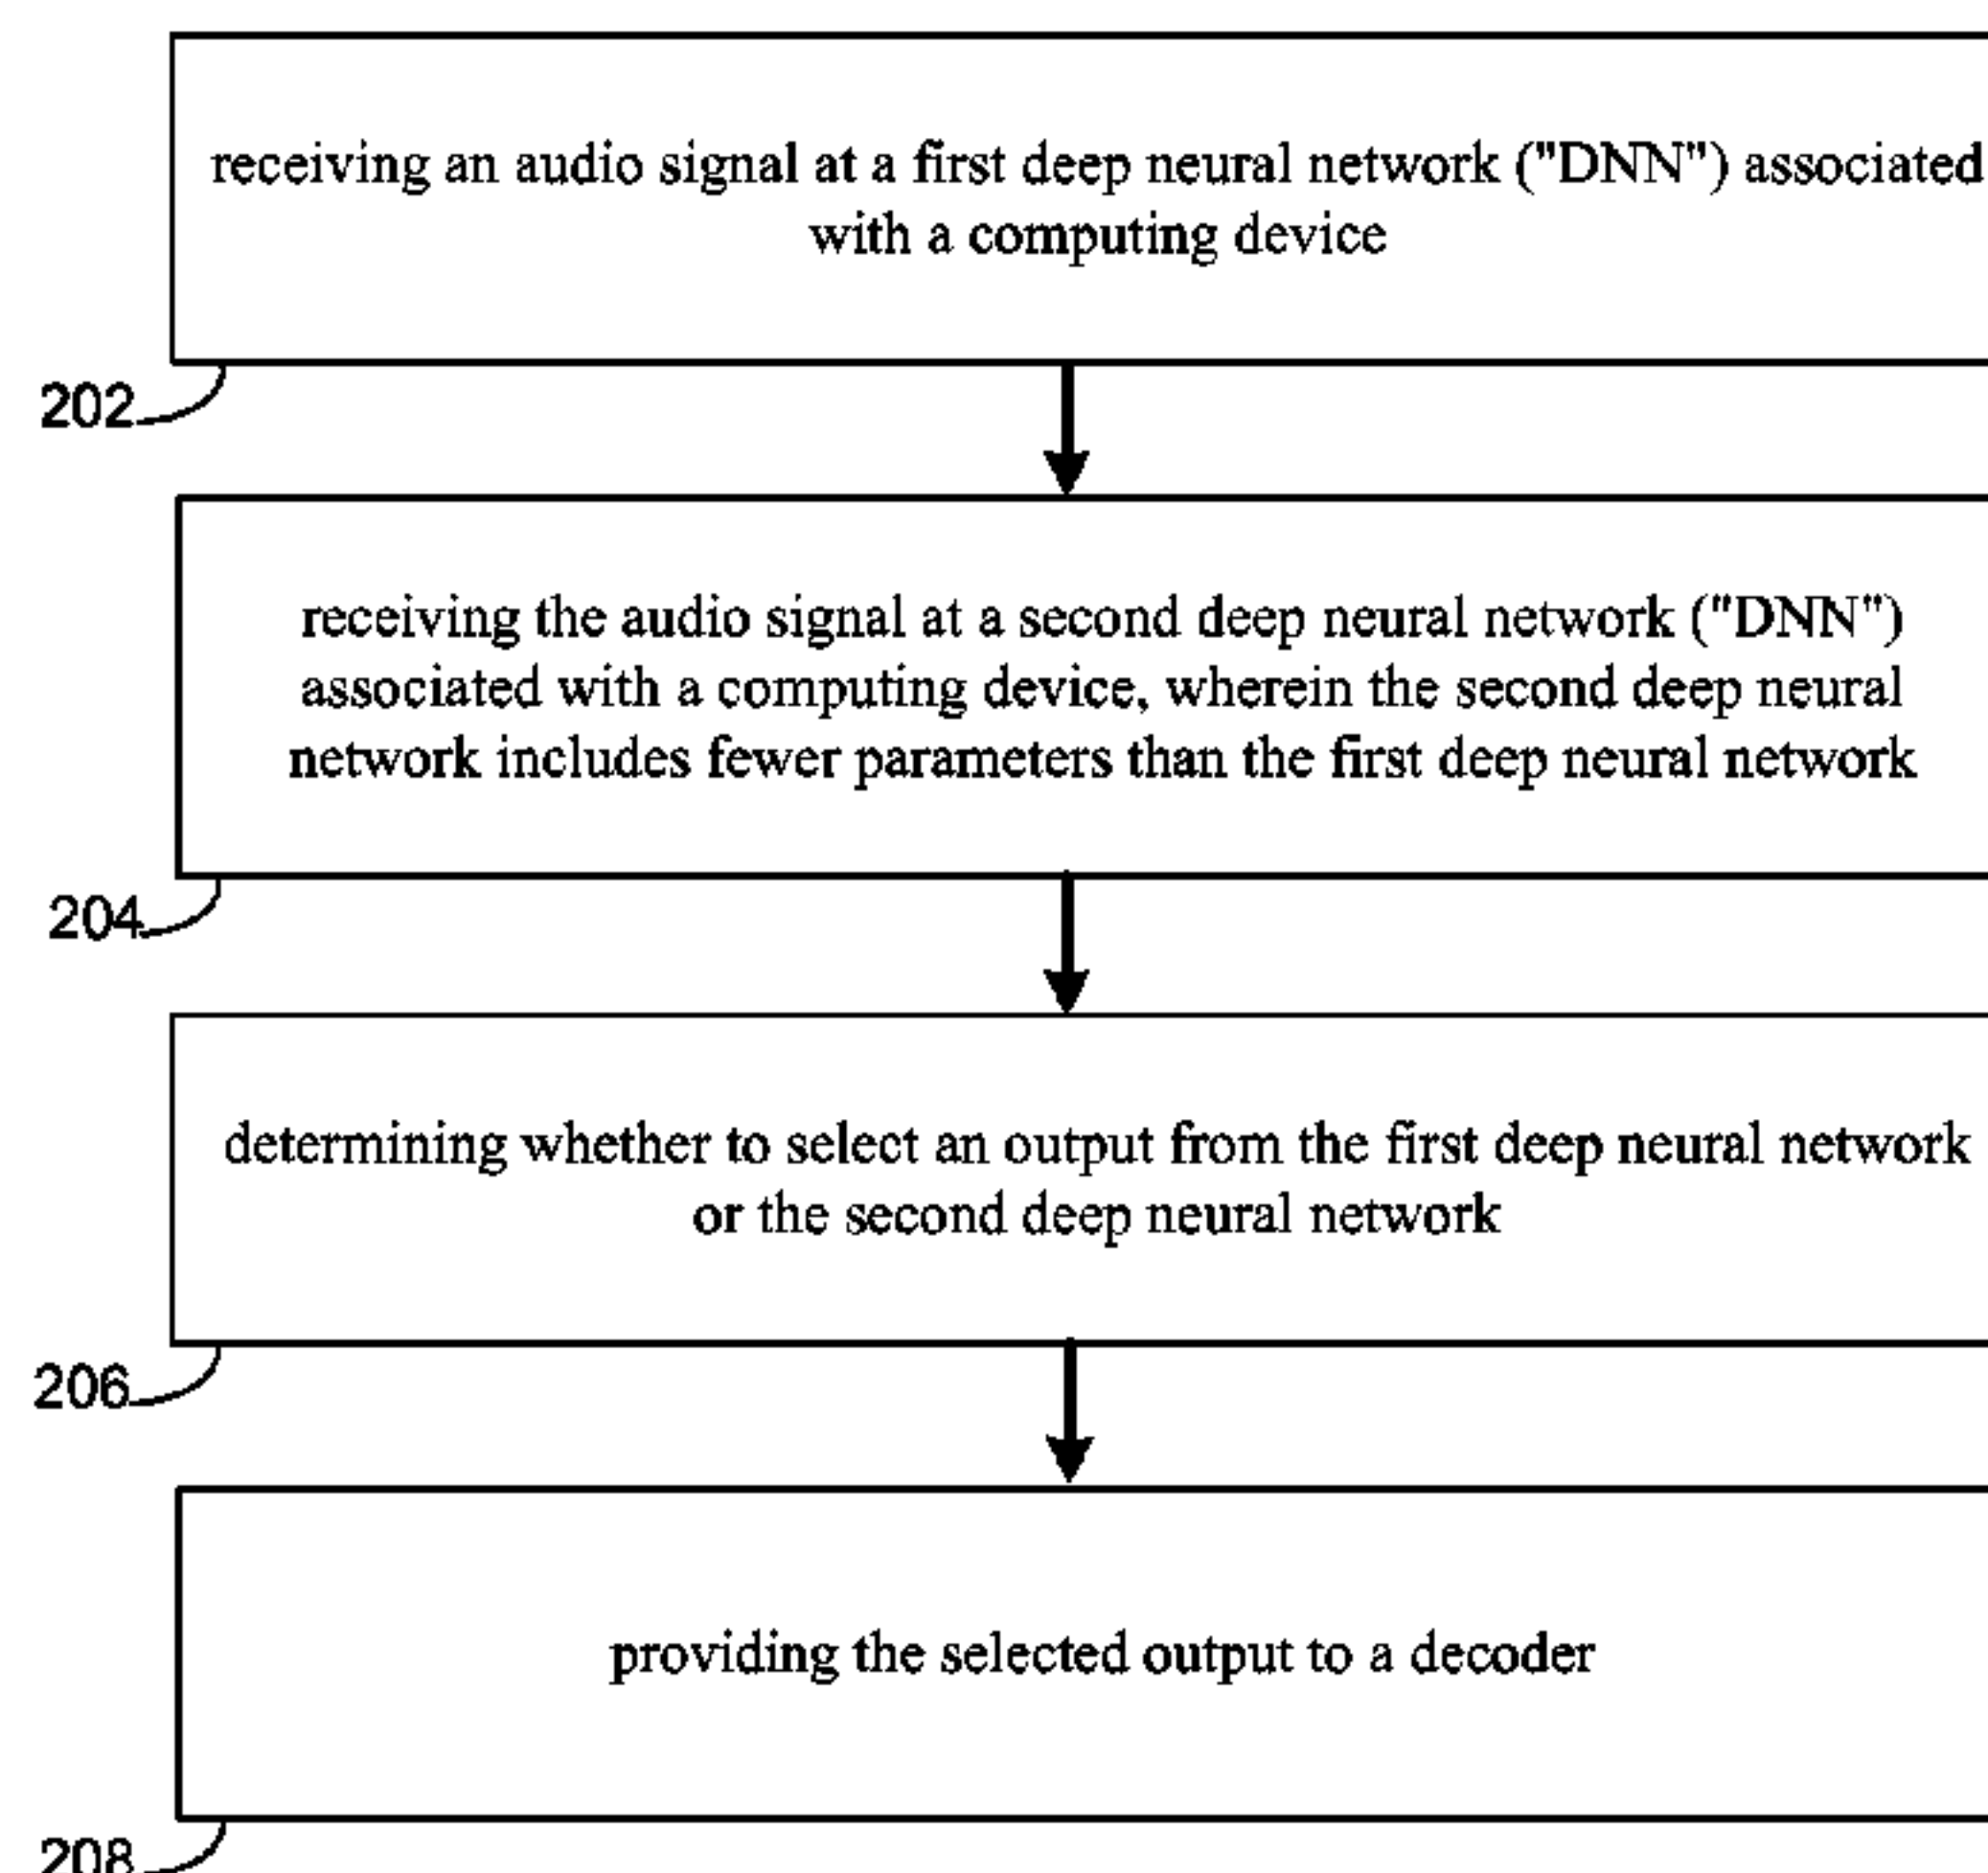 receiving an audio signal at a first deep neural network ("DNN") associated
with a computing device
202
receiving the audio signal at a second deep neural network ("DNN")
associated with a computing device, wherein the second deep neural
network includes fewer parameters than the first deep neural network
204
determining whether to select an output from the first deep neural network
or the second deep neural network
206
providing the selected output to a decoder
208